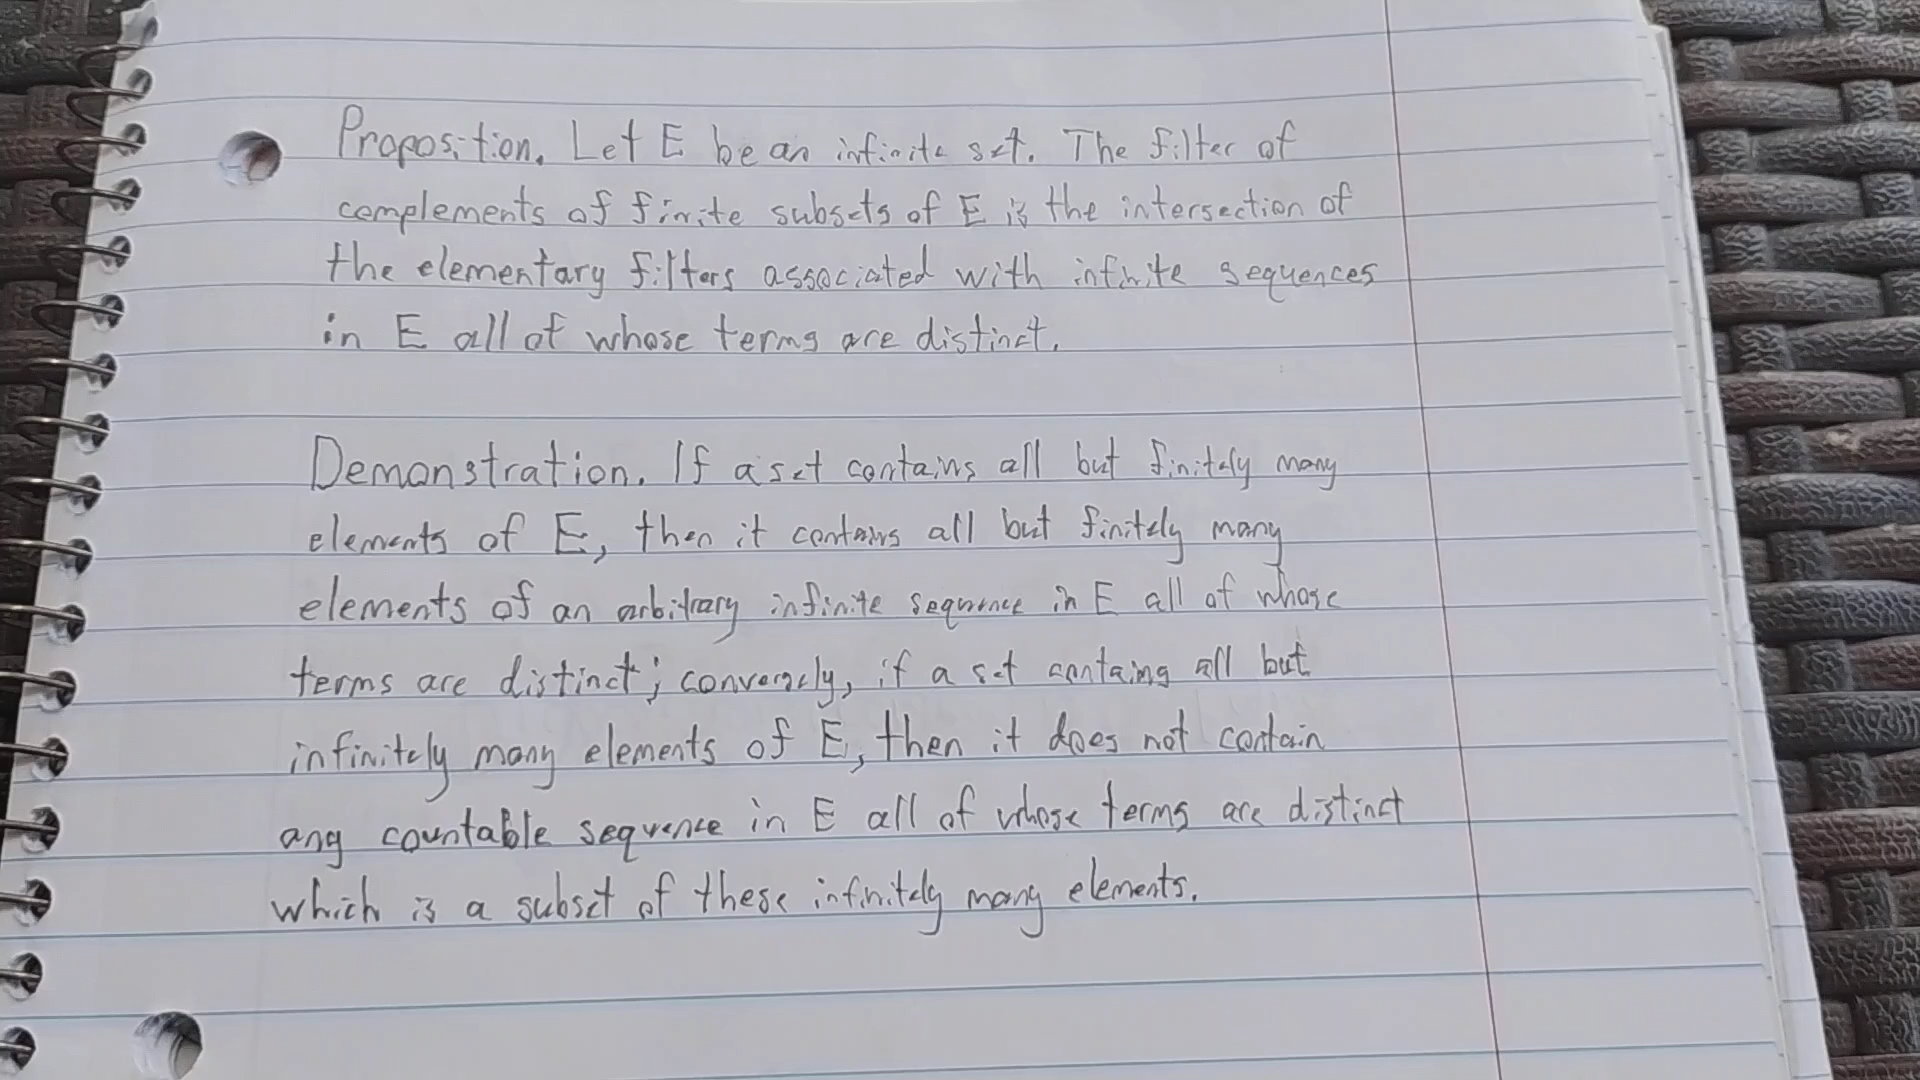 Proposition. Let E be an infinite set. The filter of
complements of finite subsets of E is the intersection of
the elementary filters associated with infinite sequences
in E all of whose terms are distinct.
Demonstration. If a set contains all but finitely many
elements of E, then it contains all but finitely many
elements of an arbitrary infinite sequence in E all of whose
terms are distinct; conversely, if a set contains all but
infinitely many elements of E, then it does not contain
any countable sequence in E all of whose terms are distinct
which is a subset of these infinitely many elements.